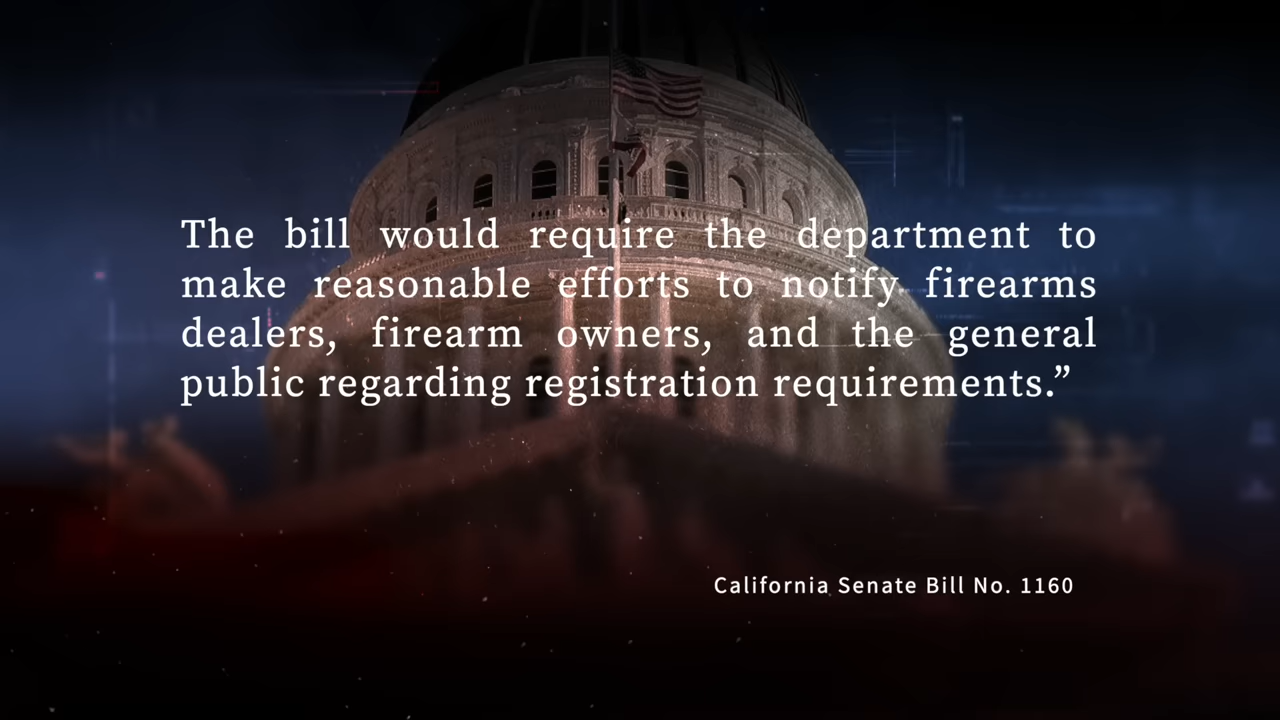 The bill would require the department to
make reasonable efforts to notify firearms
dealers, firearm owners, and the general
public regarding registration requirements.”
California Senate Bill No. 1160